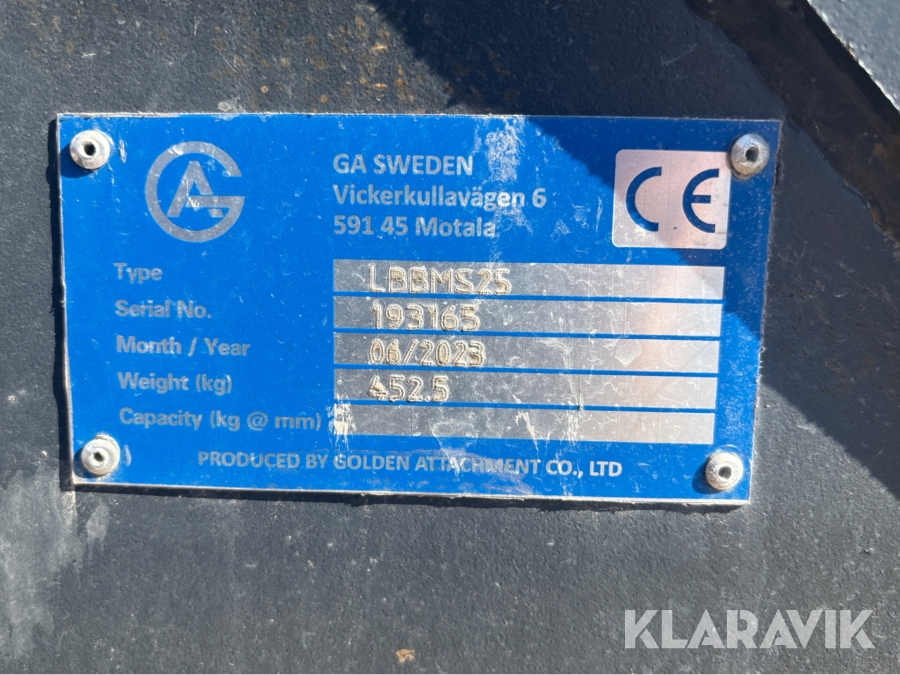 GA
GA SWEDEN
Vickerkullavägen 6
591 45 Motala
CE
Type LBBMS25
Serial No. 193165
Month / Year 06/2023
Weight (kg) 452.5
Capacity (kg @ mm)
PRODUCED BY GOLDEN ATTACHMENT CO., LTD
KLARAVIK